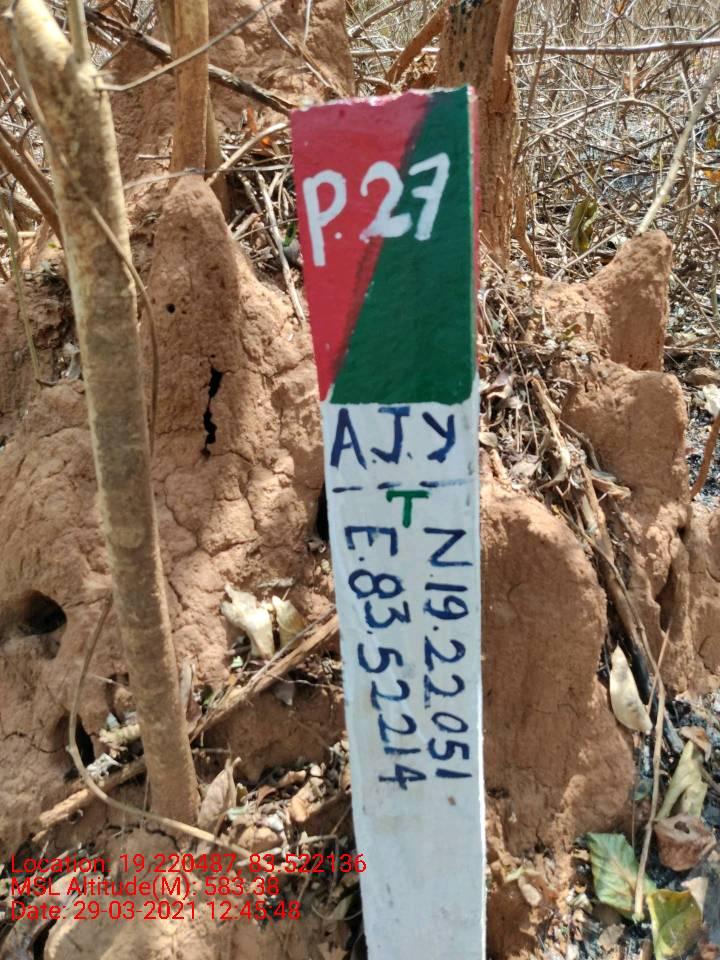 P.27
A.J.Y
T
N.19.22051
E.83.52214
Location: 19.220487, 83.522136
MSL Altitude(M): 583.38
Date: 29-03-2021 12:45:48